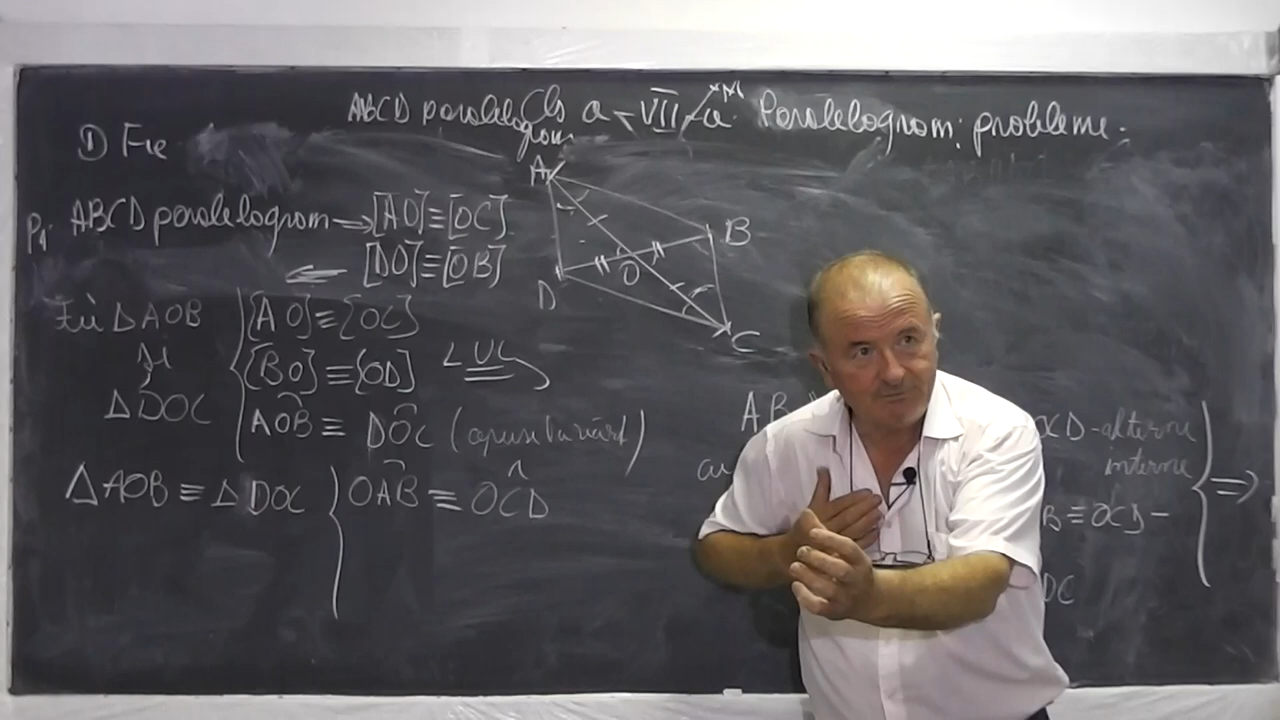 ABCD paralelogram Cls a - VII - a Paralelogram: probleme.
1) Fie
P1. ABCD paralelogram ⇒ [AO]≡[OC]
⇐ [DO]≡[OB]
Fie ΔAOB
și
ΔDOC
[AO]≡[OC]
[BO]≡[OD] LUL
AOB ≡ DOC (opuse la vârf)
ΔAOB ≡ ΔDOC
OAB ≡ OCD
M
A
B
O
D
C
AB
cu
OCD - alterne
interne
B ≡ OCD -
⇒
DC